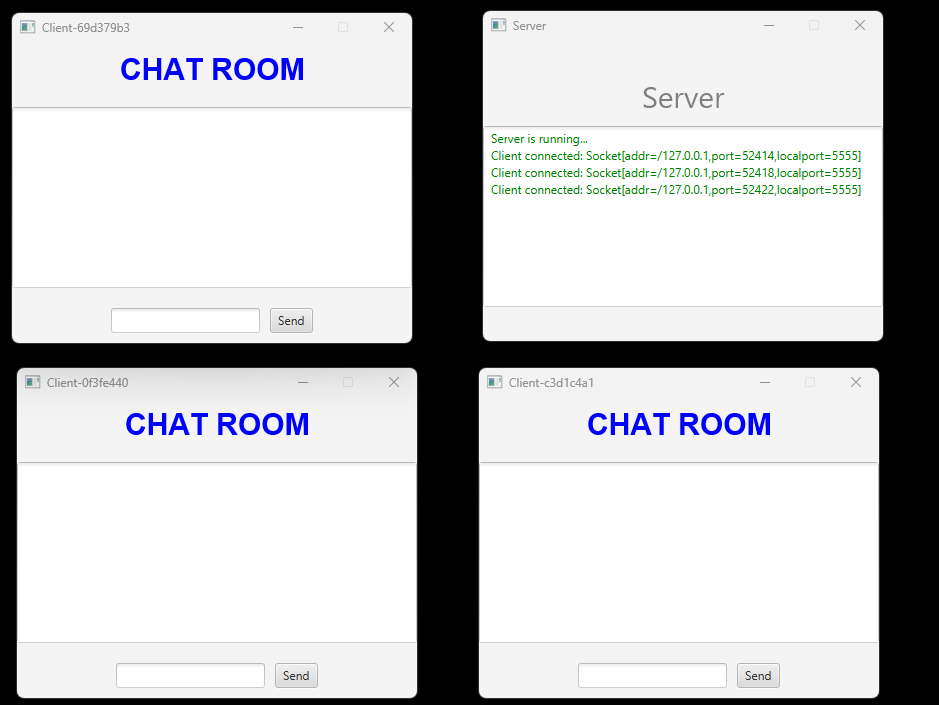 Client-69d379b3
CHAT ROOM
Send
Server
Server
Server is running...
Client connected: Socket[addr=/127.0.0.1,port=52414,localport=5555]
Client connected: Socket[addr=/127.0.0.1,port=52418,localport=5555]
Client connected: Socket[addr=/127.0.0.1,port=52422,localport=5555]
Client-0f3fe440
CHAT ROOM
Send
Client-c3d1c4a1
CHAT ROOM
Send